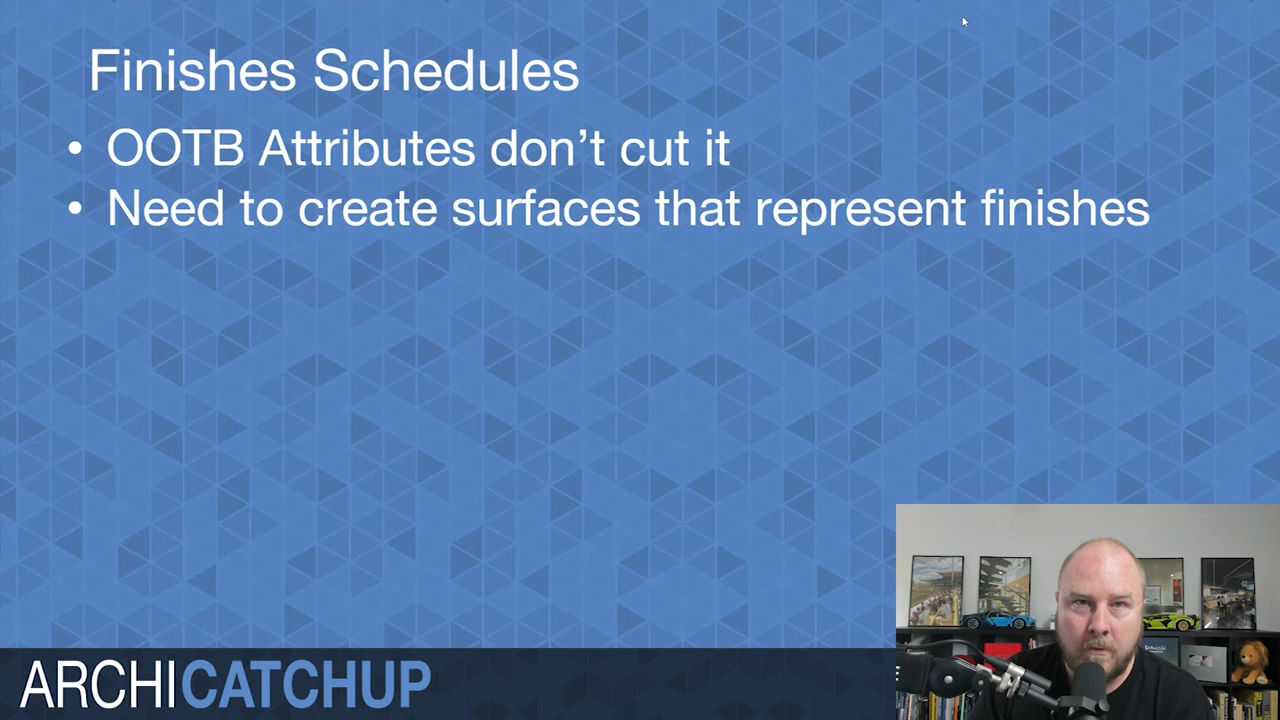 Finishes Schedules
• OOTB Attributes don’t cut it
• Need to create surfaces that represent finishes
ARCHICATCHUP